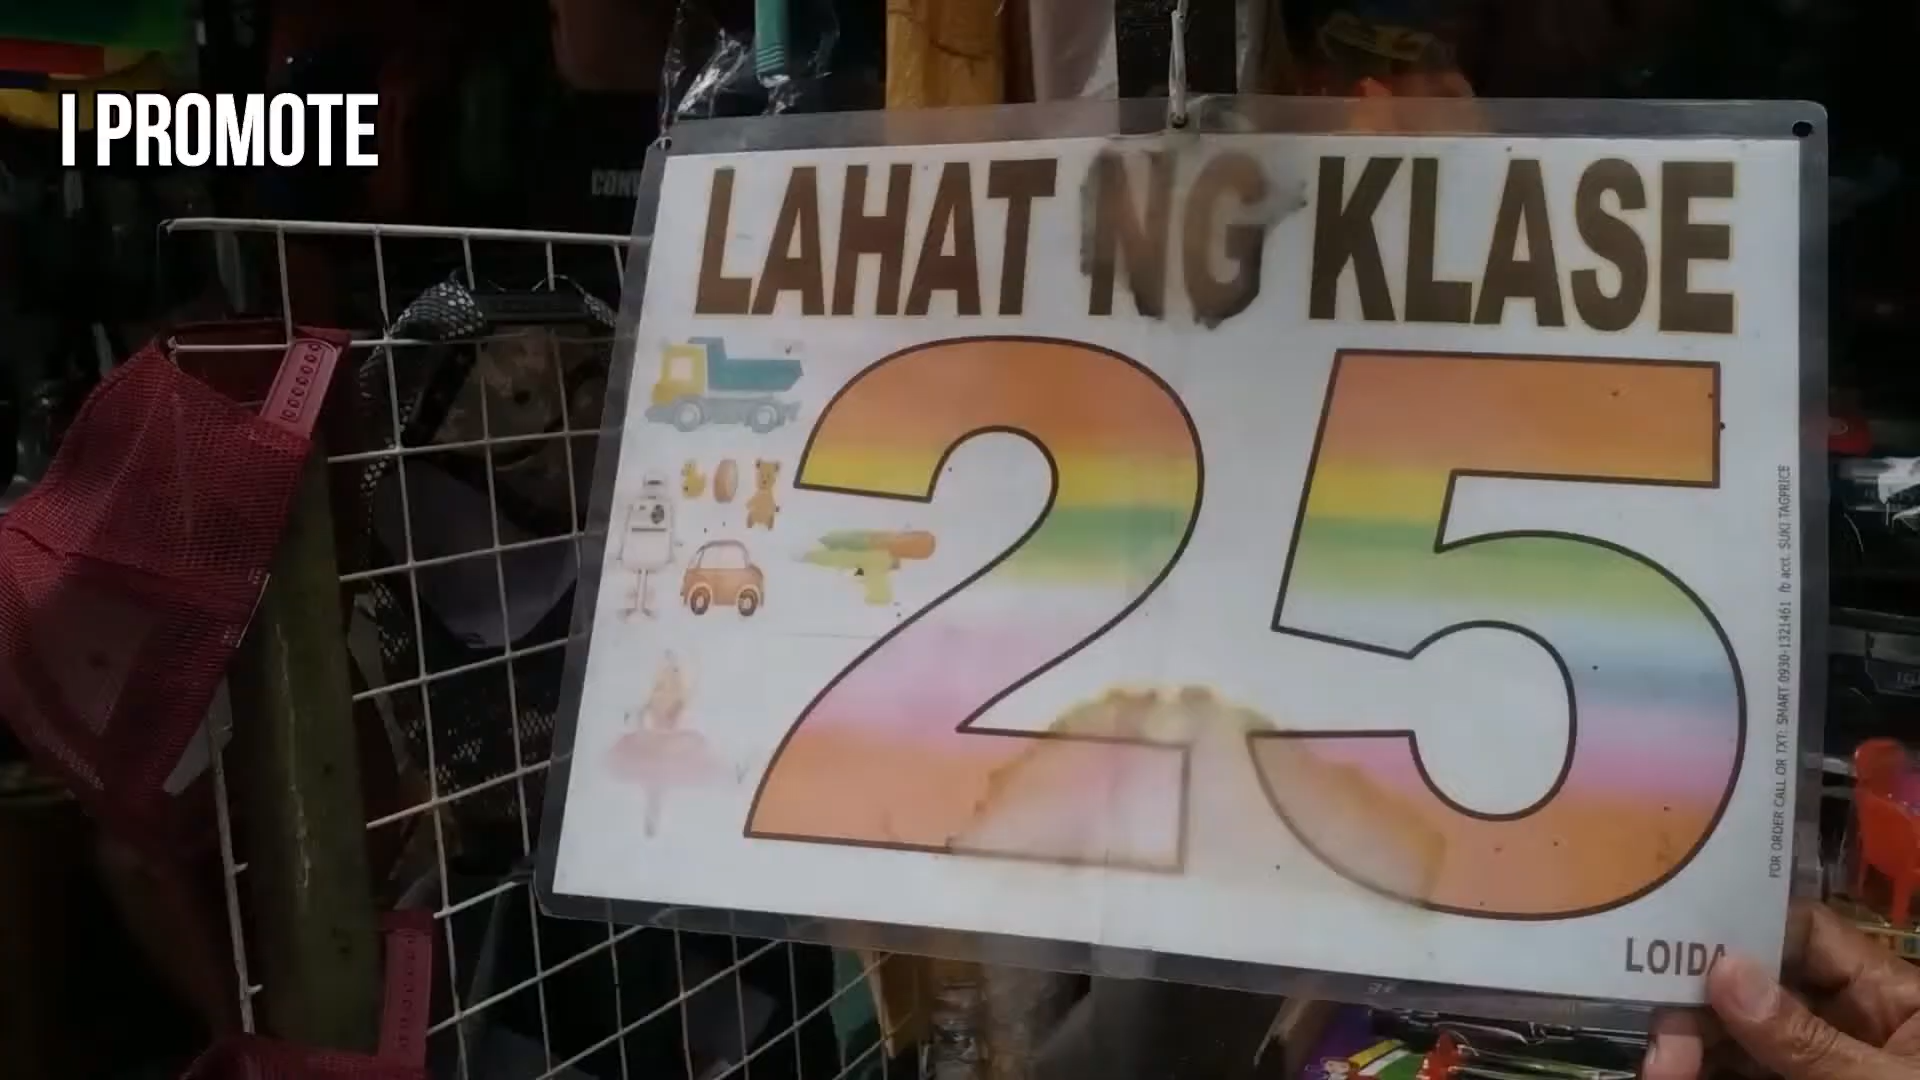 I PROMOTE
LAHAT NG KLASE
25
FOR ORDER CALL OR TXT: SMART 0930-1321461 fb acct. SUKI TAGPRICE
LOIDA